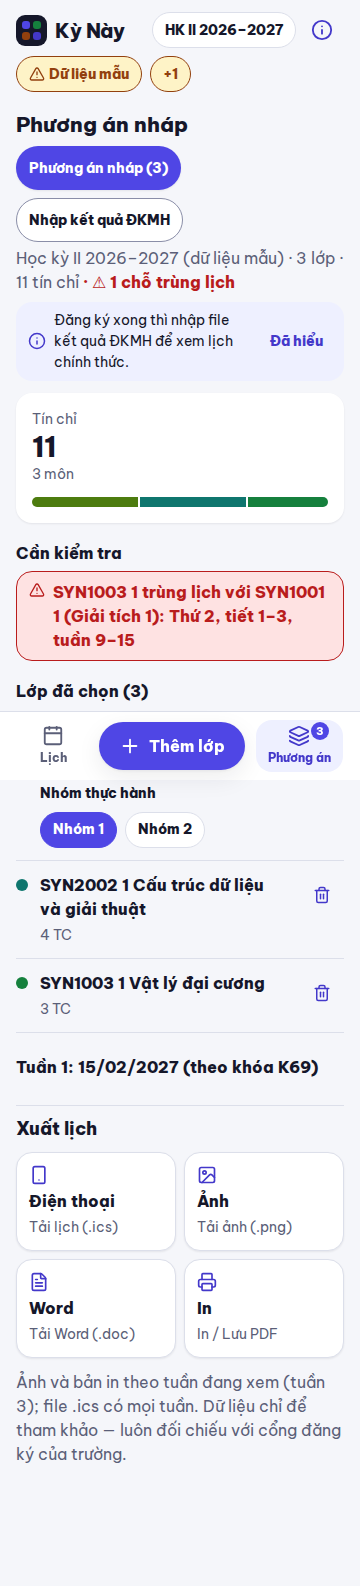 Kỳ Này
HK II 2026–2027
Dữ liệu mẫu
+1
Phương án nháp
Phương án nháp (3)
Nhập kết quả ĐKMH
Học kỳ II 2026–2027 (dữ liệu mẫu) · 3 lớp ·
11 tín chỉ · ⚠ 1 chỗ trùng lịch
Đăng ký xong thì nhập file
kết quả ĐKMH để xem lịch
chính thức.
Đã hiểu
Tín chỉ
11
3 môn
Cần kiểm tra
SYN1003 1 trùng lịch với SYN1001
1 (Giải tích 1): Thứ 2, tiết 1–3,
tuần 9–15
Lớp đã chọn (3)
Lịch
Thêm lớp
3
Phương án
Nhóm thực hành
Nhóm 1
Nhóm 2
SYN2002 1 Cấu trúc dữ liệu
và giải thuật
4 TC
SYN1003 1 Vật lý đại cương
3 TC
Tuần 1: 15/02/2027 (theo khóa K69)
Xuất lịch
Điện thoại
Tải lịch (.ics)
Ảnh
Tải ảnh (.png)
Word
Tải Word (.doc)
In
In / Lưu PDF
Ảnh và bản in theo tuần đang xem (tuần
3); file .ics có mọi tuần. Dữ liệu chỉ để
tham khảo — luôn đối chiếu với cổng đăng
ký của trường.